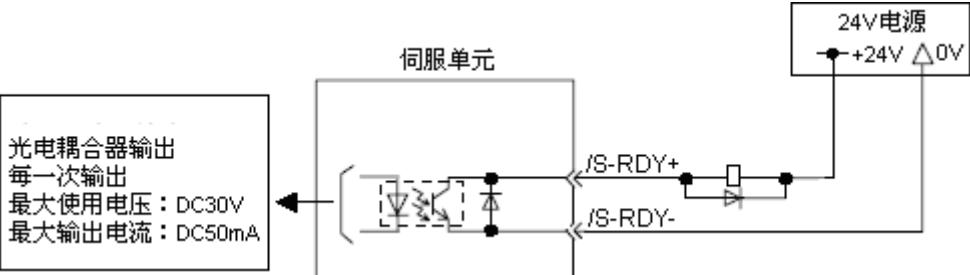 24V电源
+24V
0V
伺服单元
光电耦合器输出
每一次输出
最大使用电压：DC30V
最大输出电流：DC50mA
/S-RDY+
/S-RDY-